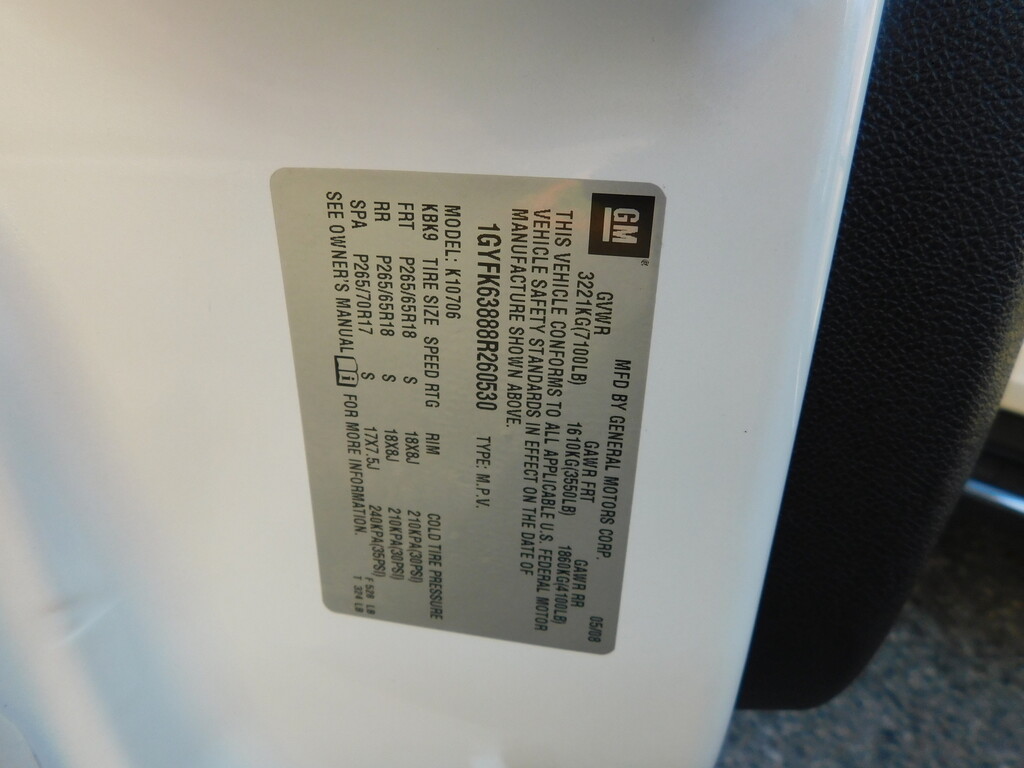 GM®
MFD BY GENERAL MOTORS CORP. 05/08
GVWR GAWR FRT GAWR RR
3221KG(7100LB) 1610KG(3550LB) 1860KG(4100LB)
THIS VEHICLE CONFORMS TO ALL APPLICABLE U.S. FEDERAL MOTOR
VEHICLE SAFETY STANDARDS IN EFFECT ON THE DATE OF
MANUFACTURE SHOWN ABOVE.
1GYFK63888R260530 TYPE: M.P.V.
MODEL: K10706
KBK9 TIRE SIZE SPEED RTG RIM COLD TIRE PRESSURE
FRT P265/65R18 S 18X8J 210KPA(30PSI)
RR P265/65R18 S 18X8J 210KPA(30PSI)
SPA P265/70R17 S 17X7.5J 240KPA(35PSI)
SEE OWNER'S MANUAL FOR MORE INFORMATION.
F 529 LB
T 324 LB